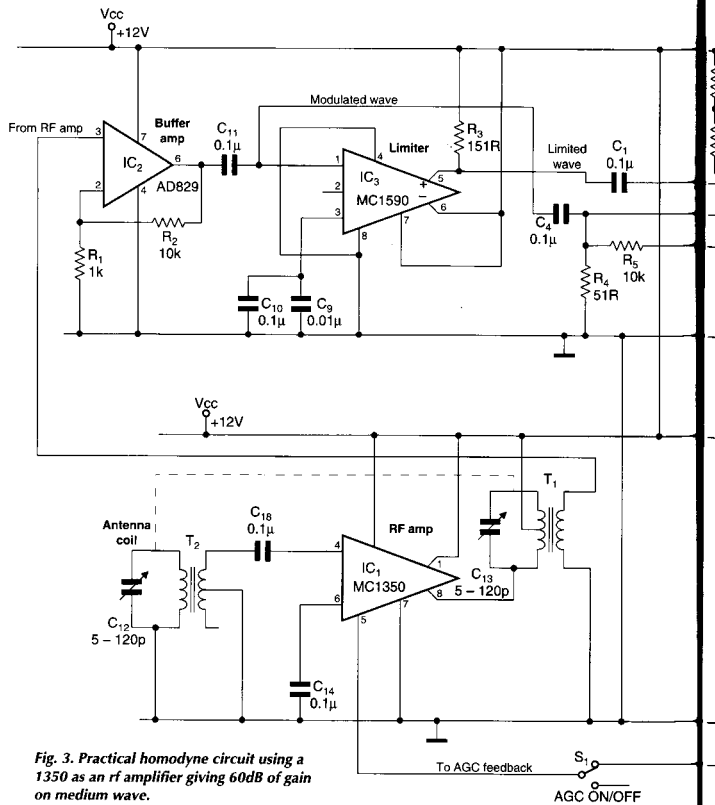 Vcc
+12V
From RF amp
3
2
7
6
4
Buffer
amp
IC2
AD829
C11
0.1µ
Modulated wave
R2
10k
R1
1k
1
2
3
4
5
6
7
8
Limiter
IC3
MC1590
+
−
R3
151R
Limited
wave
C1
0.1µ
C4
0.1µ
R5
10k
R4
51R
C10
0.1µ
C9
0.01µ
Vcc
+12V
T1
Antenna
coil
T2
C18
0.1µ
RF amp
4
6
IC1
MC1350
1
8
7
5
C13
5 – 120p
C12
5 – 120p
C14
0.1µ
To AGC feedback
S1
AGC ON/OFF
Fig. 3. Practical homodyne circuit using a
1350 as an rf amplifier giving 60dB of gain
on medium wave.